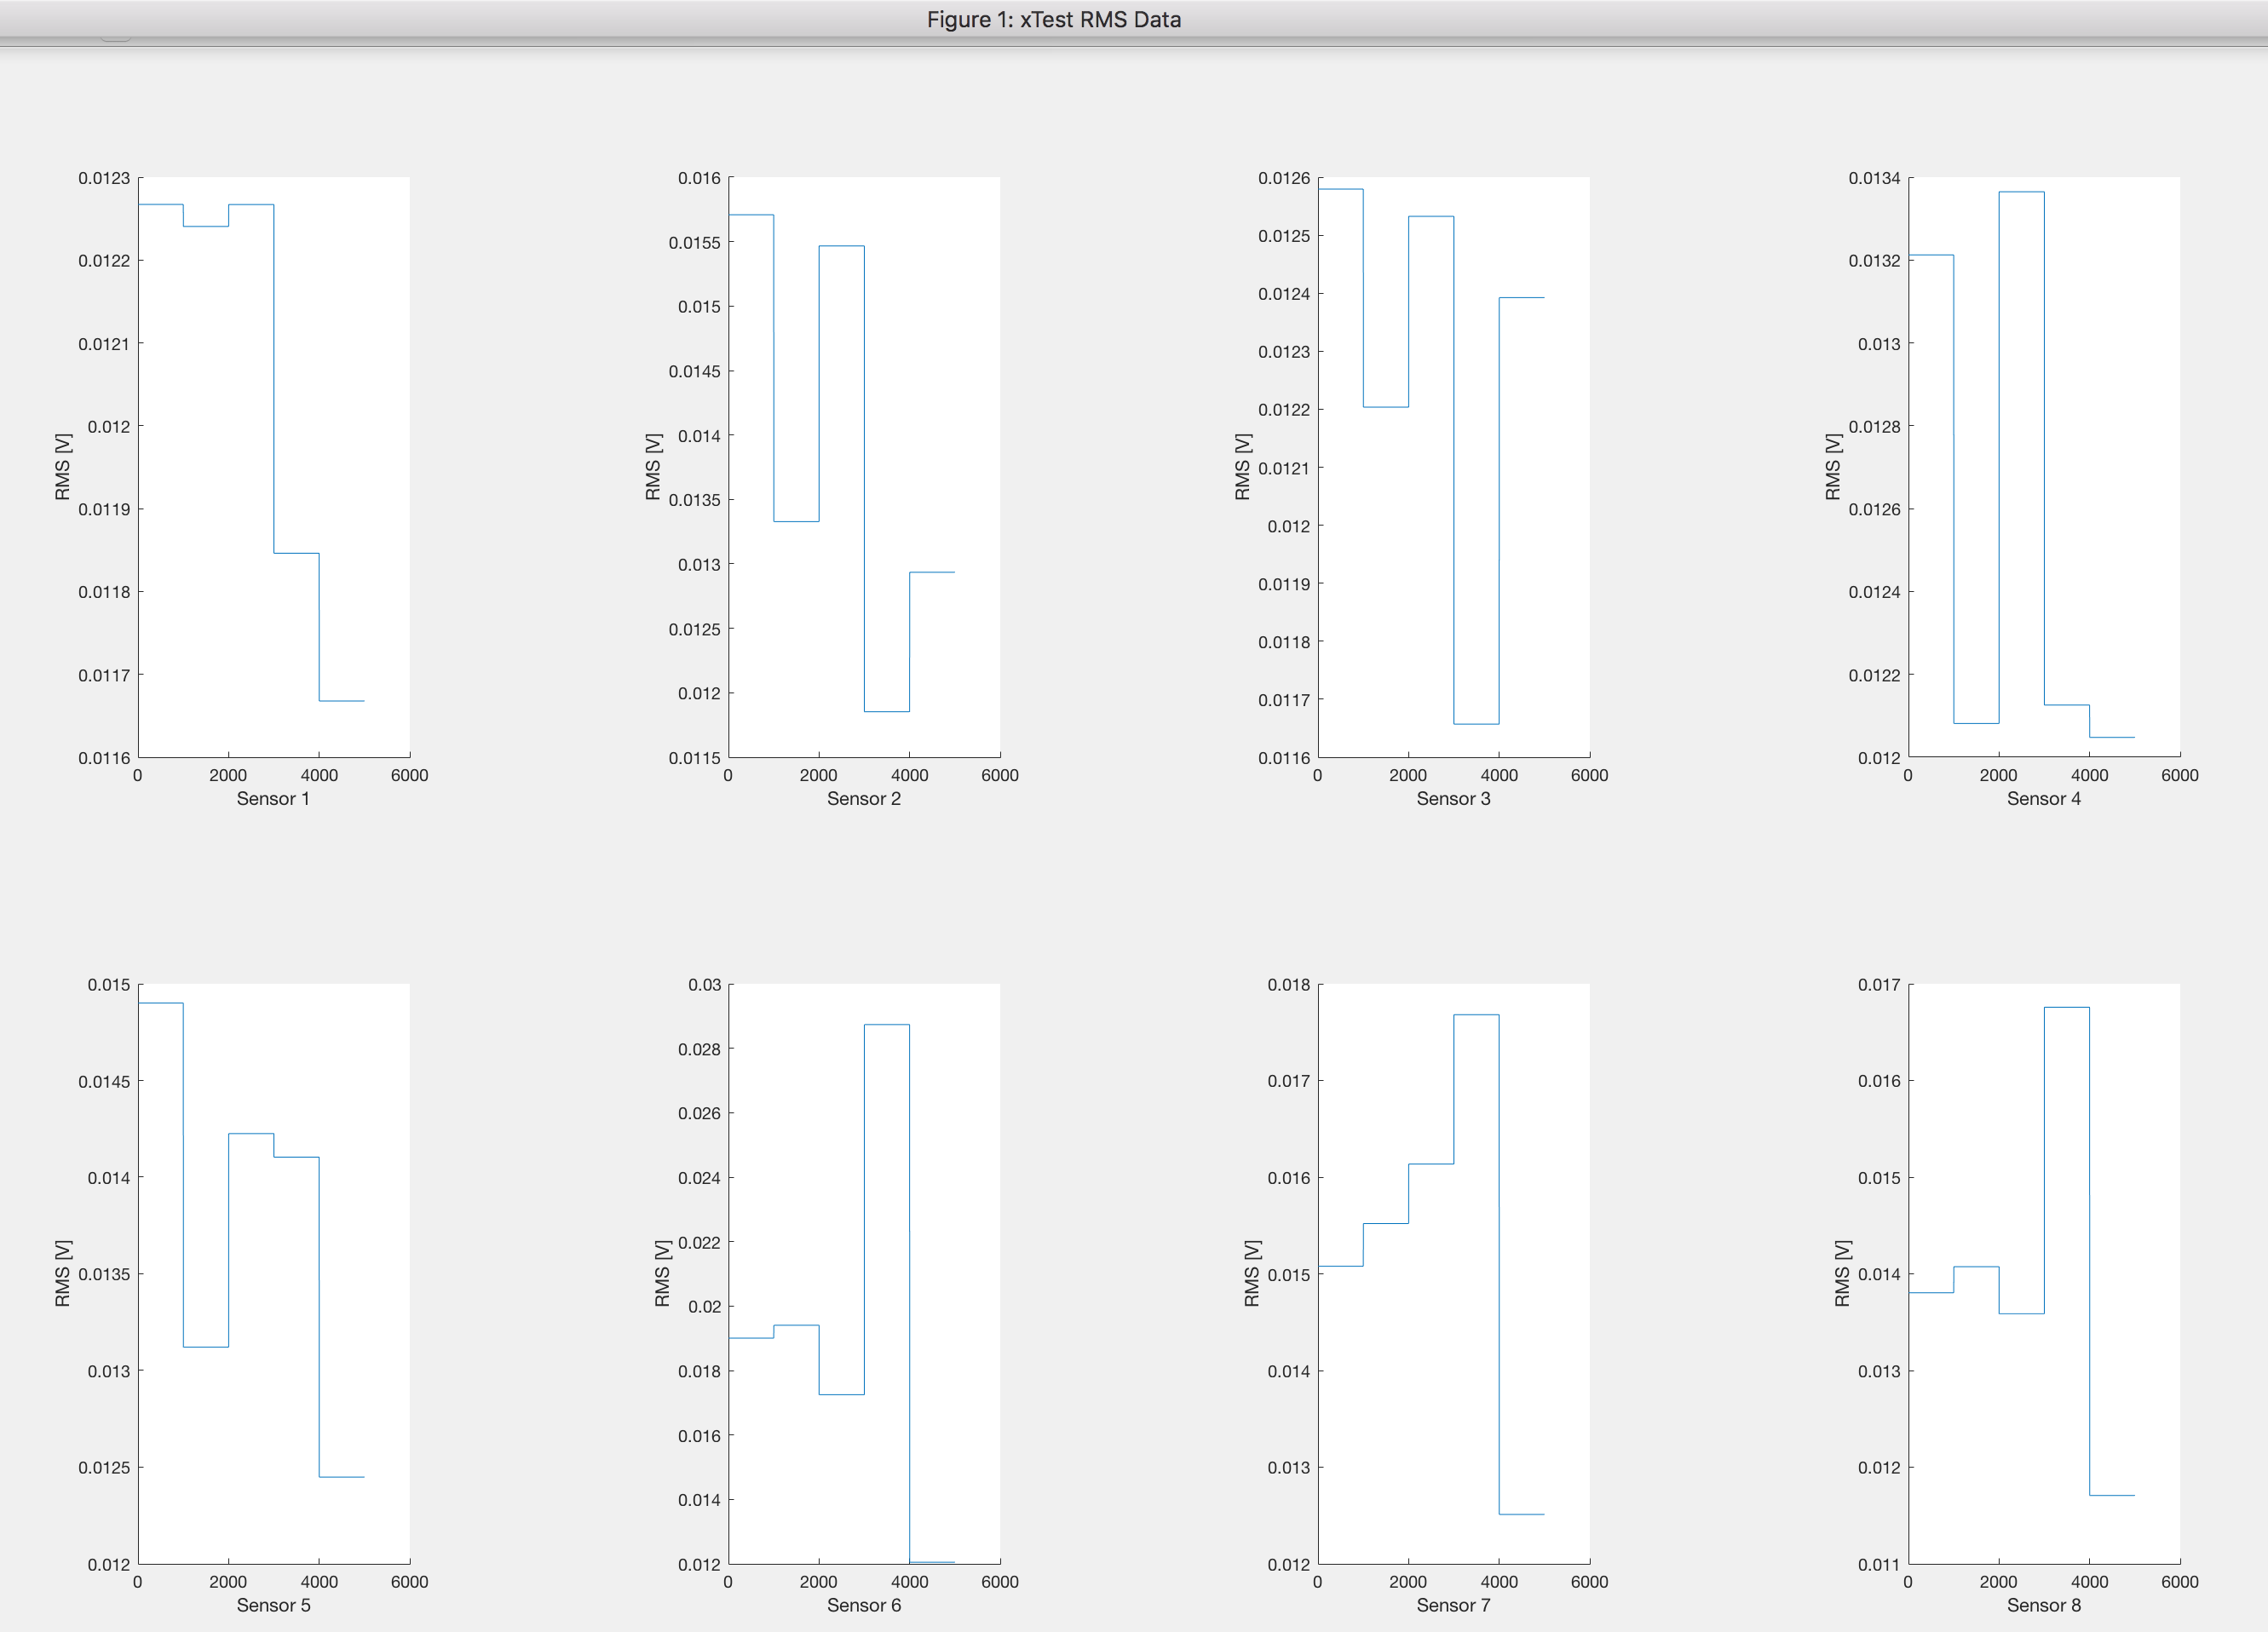 Figure 1: xTest RMS Data
0.0123
0.0122
0.0121
0.012
0.0119
0.0118
0.0117
0.0116
RMS [V]
0 2000 4000 6000
Sensor 1
0.016
0.0155
0.015
0.0145
0.014
0.0135
0.013
0.0125
0.012
0.0115
RMS [V]
0 2000 4000 6000
Sensor 2
0.0126
0.0125
0.0124
0.0123
0.0122
0.0121
0.012
0.0119
0.0118
0.0117
0.0116
RMS [V]
0 2000 4000 6000
Sensor 3
0.0134
0.0132
0.013
0.0128
0.0126
0.0124
0.0122
0.012
RMS [V]
0 2000 4000 6000
Sensor 4
0.015
0.0145
0.014
0.0135
0.013
0.0125
0.012
RMS [V]
0 2000 4000 6000
Sensor 5
0.03
0.028
0.026
0.024
0.022
0.02
0.018
0.016
0.014
0.012
RMS [V]
0 2000 4000 6000
Sensor 6
0.018
0.017
0.016
0.015
0.014
0.013
0.012
RMS [V]
0 2000 4000 6000
Sensor 7
0.017
0.016
0.015
0.014
0.013
0.012
0.011
RMS [V]
0 2000 4000 6000
Sensor 8